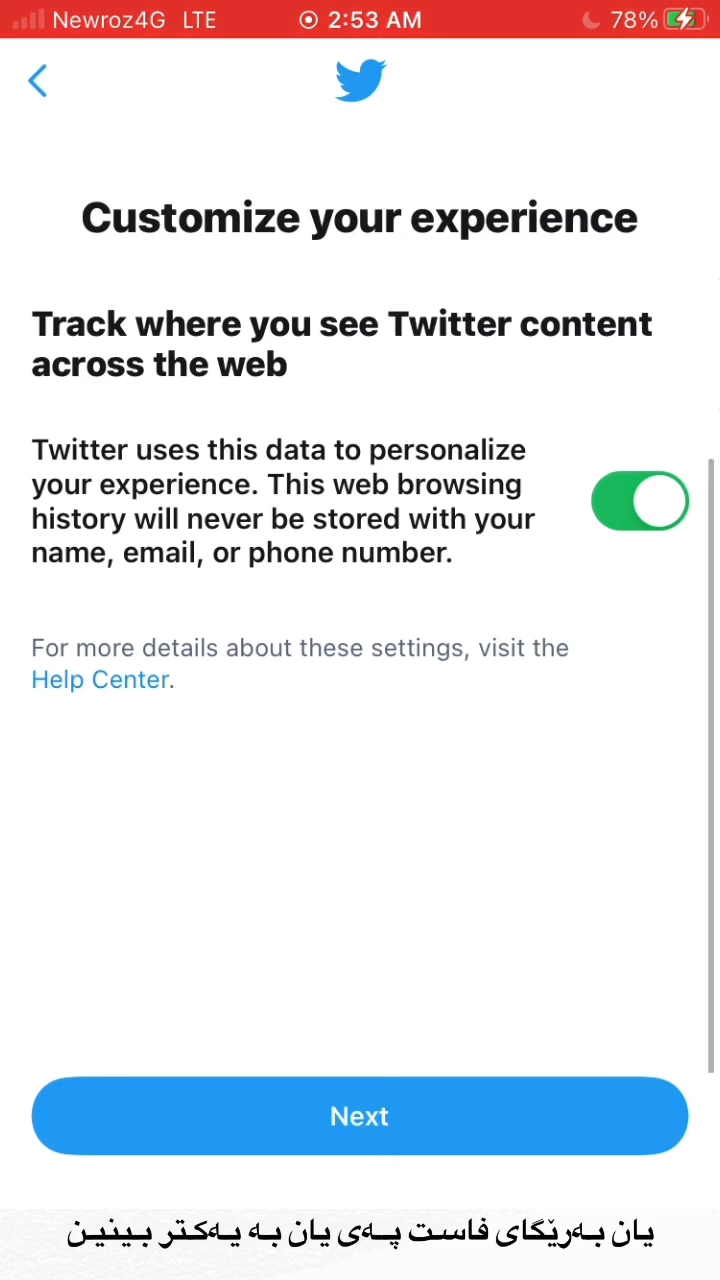 Newroz4G LTE 2:53 AM 78%
Customize your experience
Track where you see Twitter content
across the web
Twitter uses this data to personalize
your experience. This web browsing
history will never be stored with your
name, email, or phone number.
For more details about these settings, visit the
Help Center.
Next
یان بەرێگای فاست پەی یان بە یەکتر بینین